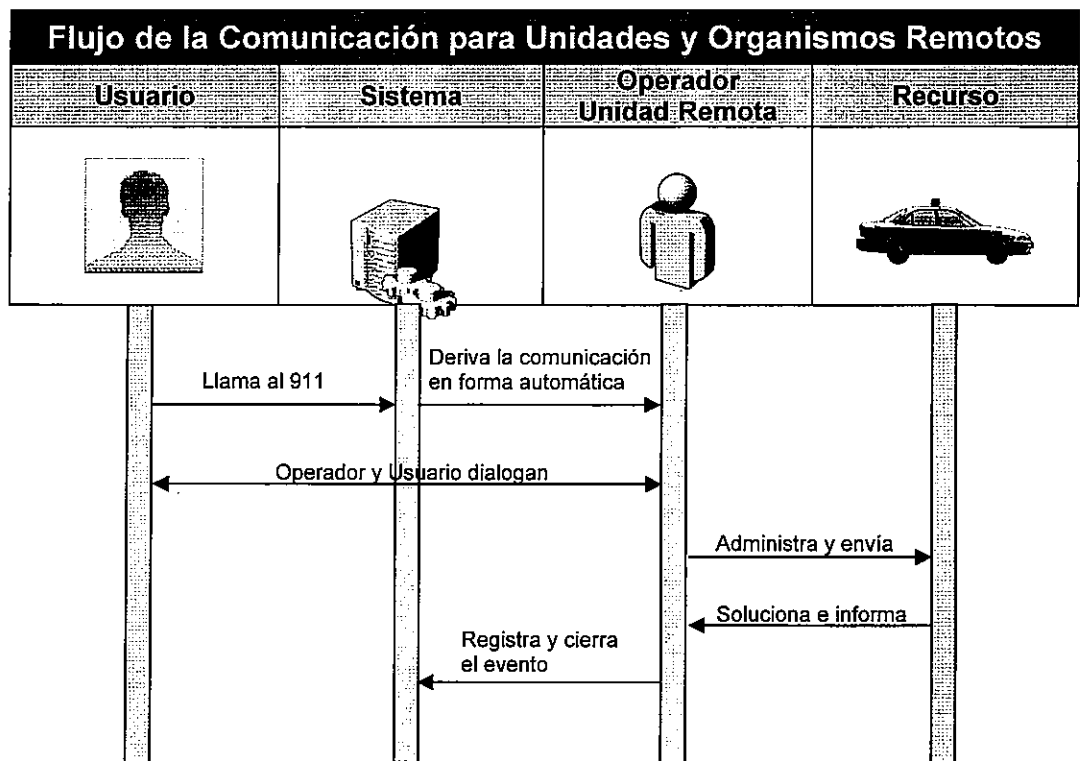 Flujo de la Comunicación para Unidades y Organismos Remotos
Usuario
Sistema
Operador
Unidad Remota
Recurso
Llama al 911
Deriva la comunicación
en forma automática
Operador y Usuario dialogan
Administra y envía
Soluciona e informa
Registra y cierra
el evento